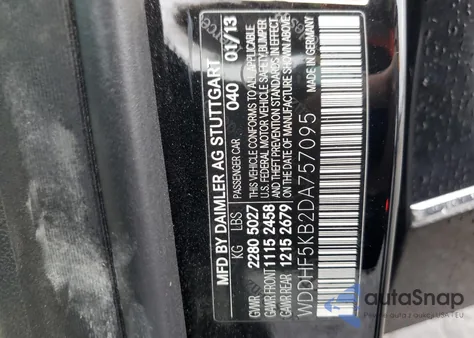 MFD BY DAIMLER AG STUTTGART
040 01/13
KG LBS PASSENGER CAR
GVWR 2280 5027 THIS VEHICLE CONFORMS TO ALL APPLICABLE
GAWR FRONT 1115 2458 U.S. FEDERAL MOTOR VEHICLE SAFETY, BUMPER
GAWR REAR 1215 2679 AND THEFT PREVENTION STANDARDS IN EFFECT
ON THE DATE OF MANUFACTURE SHOWN ABOVE.
WDDHF5KB2DA757095 MADE IN GERMANY
autoSnap